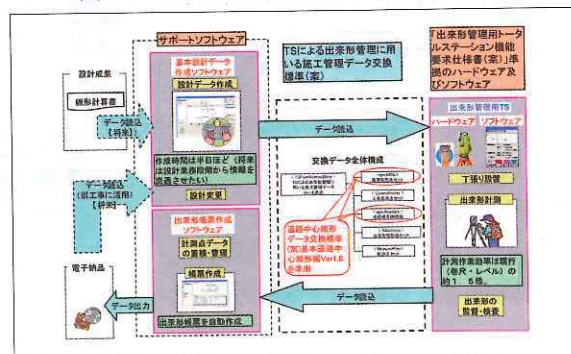 サポートソフトウェア
基本設計データ
作成ソフトウェア
設計データ作成
作成時間は半日ほど(将来
は設計業務段階から情報を
流通させたい)
設計変更
出来形帳票作成
ソフトウェア
計測点データ
の蓄積・管理
帳票作成
出来形帳票を自動作成
設計成果
線形計算書
データ読込
【将来】
データ読込
【将来】
電子納品
データ出力
TSによる出来形管理に用
いる施工管理データ交換
標準(案)
データ読込
交換データ全体構成
道路中心線形
データ交換標準
(案)基本道路中
心線形編Ver1.0
を準用
データ読込
「出来形管理用トータ
ルステーション機能
要求仕様書(案)」準
拠のハードウェア及
びソフトウェア
出来形管理用TS
ハードウェア ソフトウェア
丁張り設置
出来形計測
計測作業効率は現行
(巻尺・レベル)の
約1.5倍。
出来形の
監督・検査